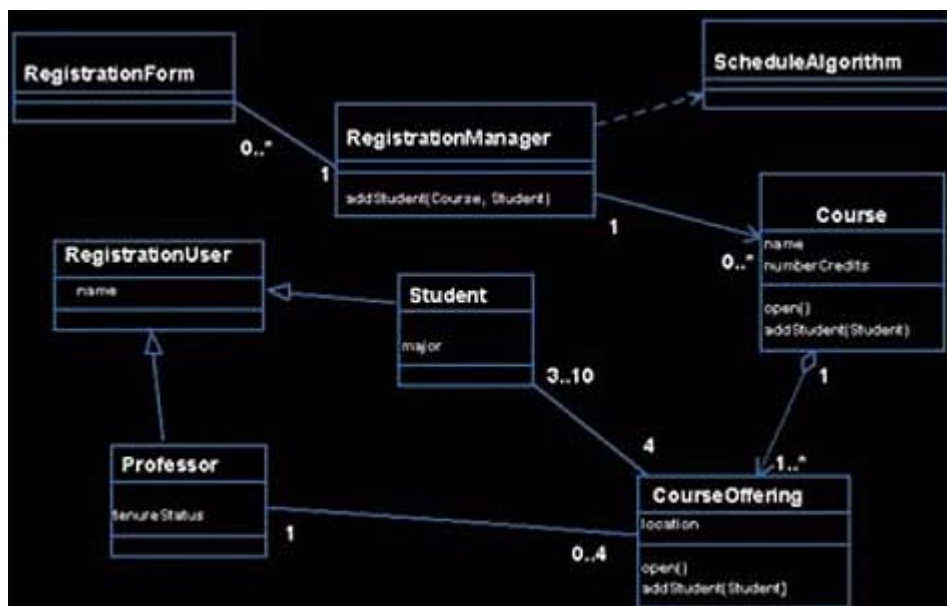 RegistrationForm
ScheduleAlgorithm
0..*
1
RegistrationManager
addStudent(Course, Student)
1
0..*
Course
name
numberCredits
open()
addStudent(Student)
1
RegistrationUser
name
Student
major
3..10
4
1..*
Professor
tenureStatus
1
0..4
CourseOffering
location
open()
addStudent(Student]